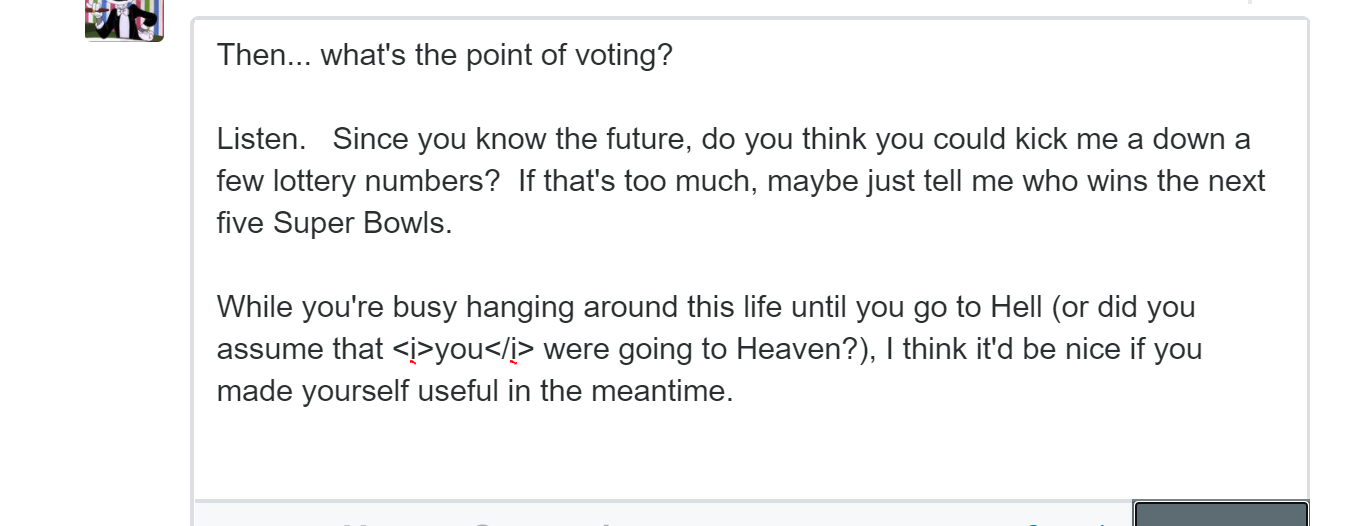 Then... what's the point of voting?
Listen.   Since you know the future, do you think you could kick me a down a
few lottery numbers?  If that's too much, maybe just tell me who wins the next
five Super Bowls.
While you're busy hanging around this life until you go to Hell (or did you
assume that <i>you</i> were going to Heaven?), I think it'd be nice if you
made yourself useful in the meantime.